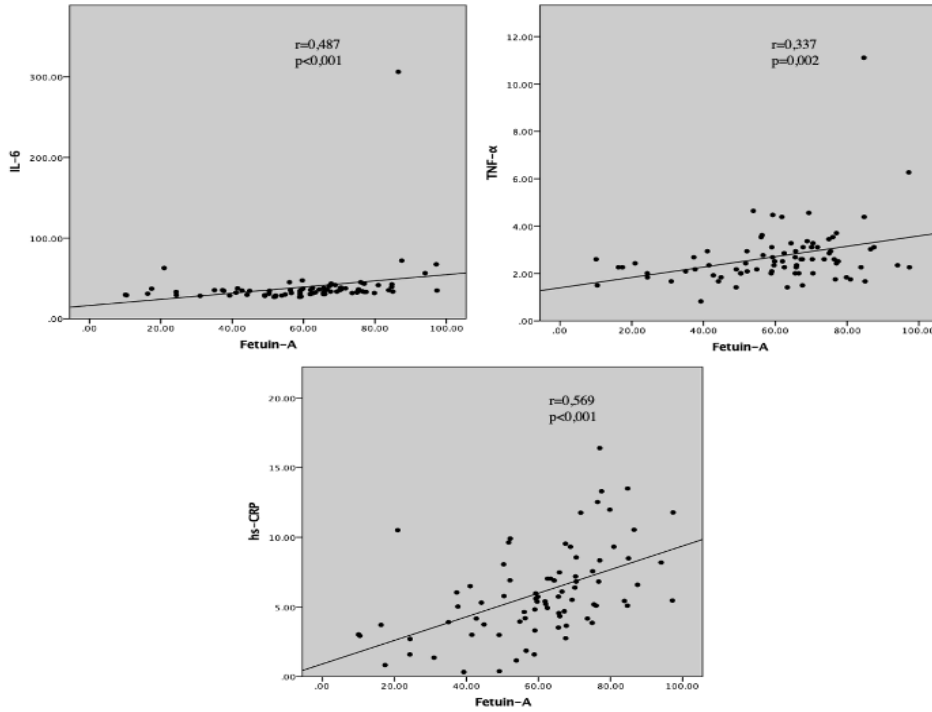 r=0,487
p<0,001
IL-6
300.00
200.00
100.00
.00
.00 20.00 40.00 60.00 80.00 100.00
Fetuin-A
r=0,337
p=0,002
TNF-α
12.00
10.00
8.00
6.00
4.00
2.00
.00
.00 20.00 40.00 60.00 80.00 100.00
Fetuin-A
r=0,569
p<0,001
hs-CRP
20.00
15.00
10.00
5.00
.00
.00 20.00 40.00 60.00 80.00 100.00
Fetuin-A